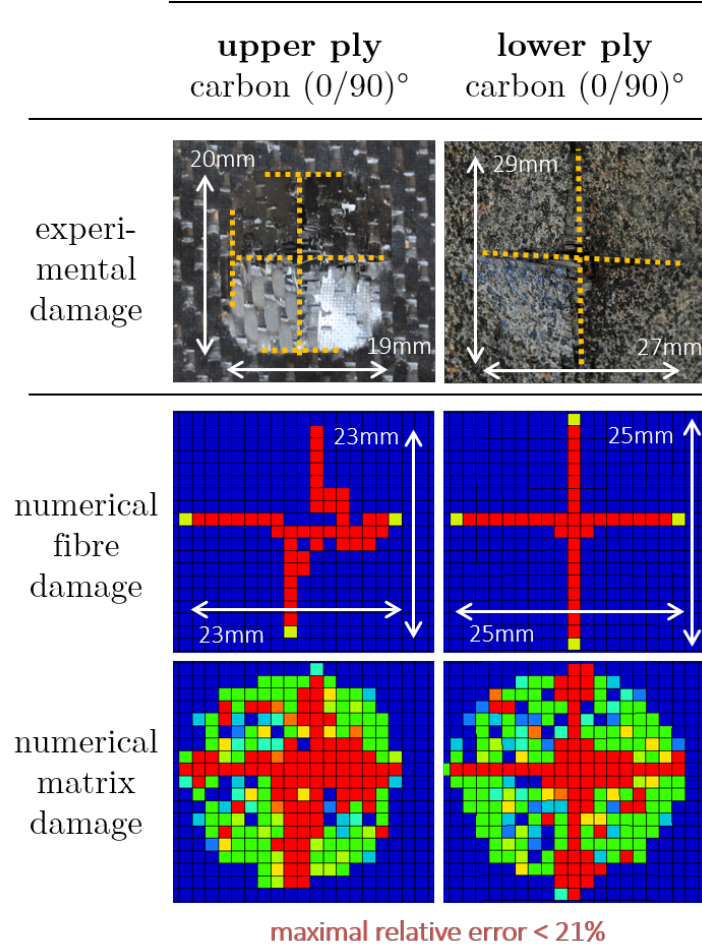 upper ply
lower ply
carbon (0/90)°
carbon (0/90)°
experi-
mental
damage
20mm
19mm
29mm
27mm
numerical
fibre
damage
23mm
23mm
25mm
25mm
numerical
matrix
damage
maximal relative error < 21%